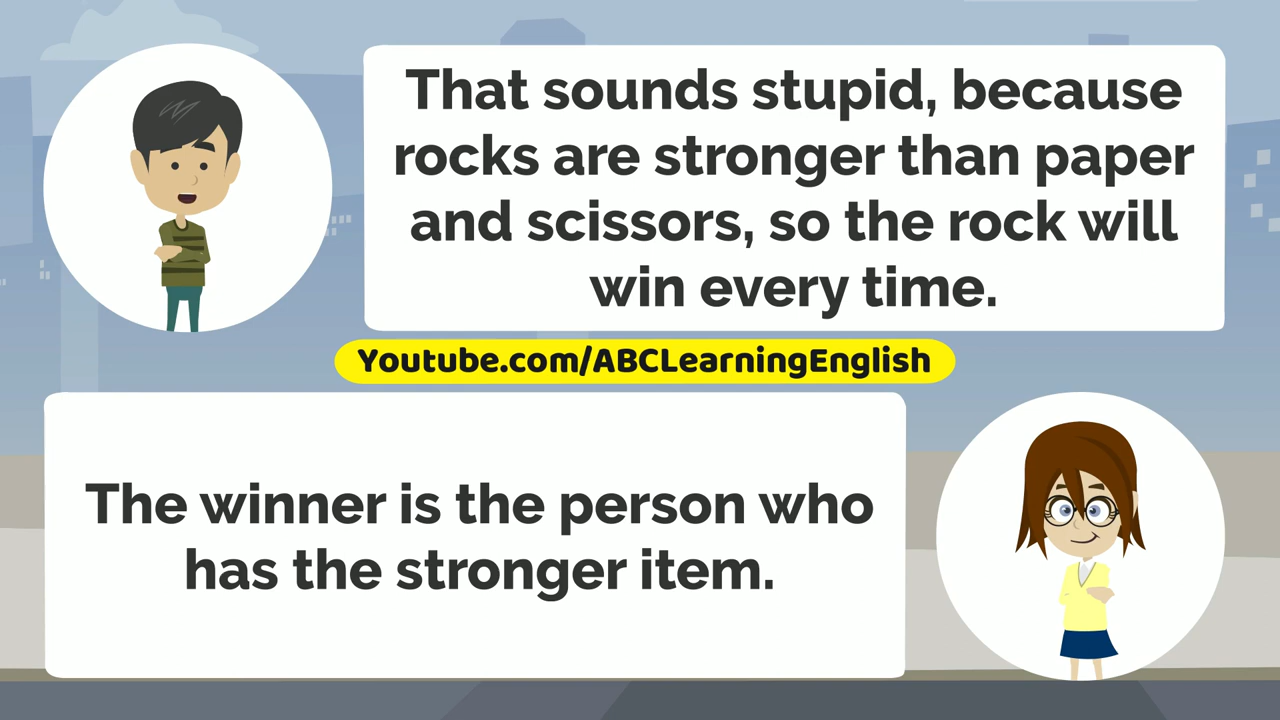 That sounds stupid, because
rocks are stronger than paper
and scissors, so the rock will
win every time.
Youtube.com/ABCLearningEnglish
The winner is the person who
has the stronger item.